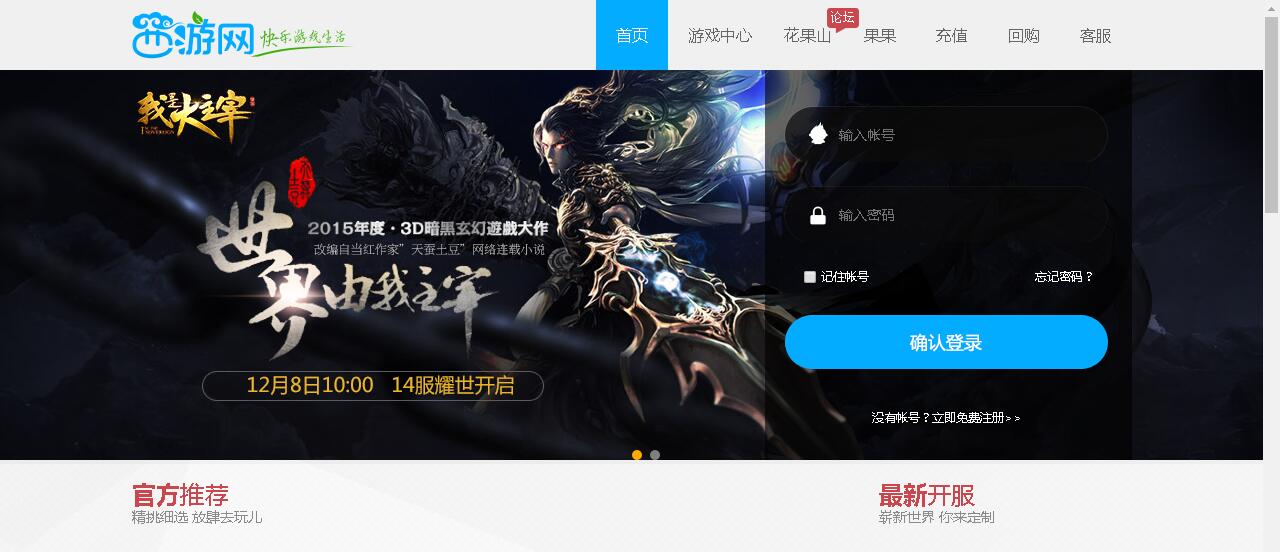 西游网 快乐游戏生活
首页 游戏中心 花果山 论坛 果果 充值 回购 客服
我是大主宰
输入帐号
输入密码
世界由我主宰
2015年度·3D暗黑玄幻遊戲大作
改编自当红作家”天蚕土豆”网络连载小说
记住帐号 忘记密码？
确认登录
12月8日10:00 14服耀世开启
没有帐号？立即免费注册>>
官方推荐
精挑细选 放肆去玩儿
最新开服
崭新世界 你来定制